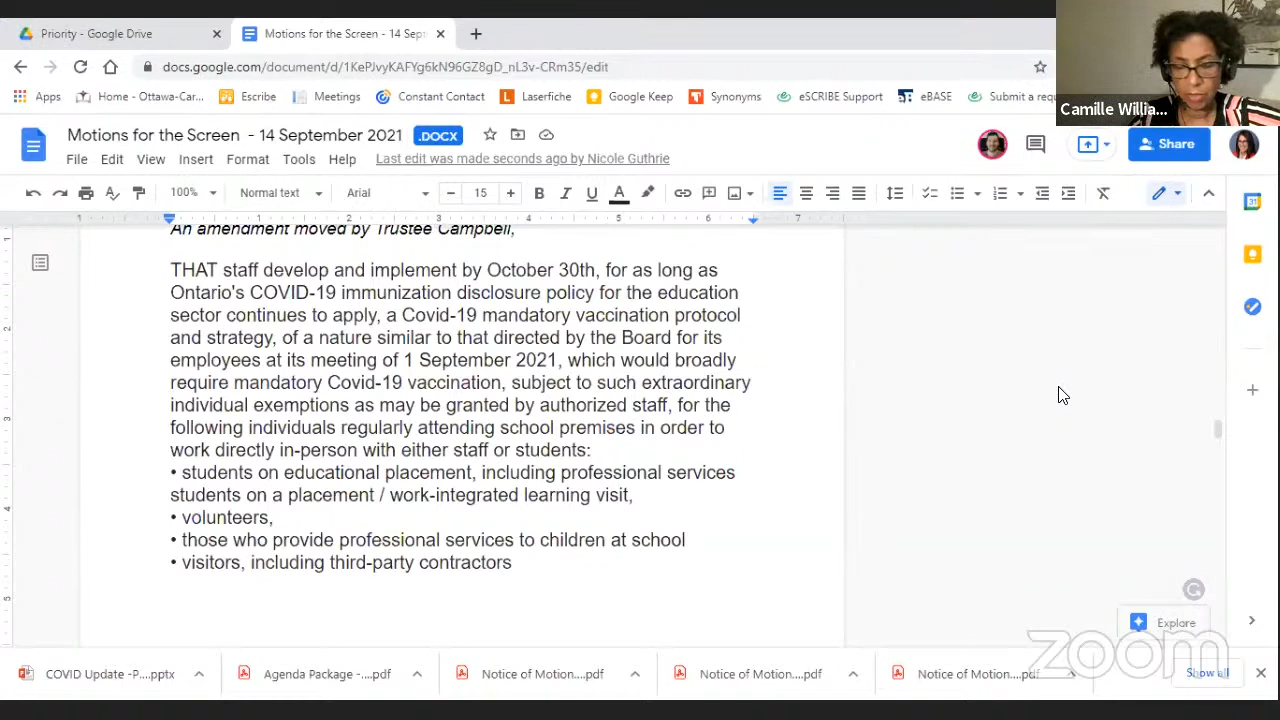 Priority - Google Drive
Motions for the Screen - 14 Sept
docs.google.com/document/d/1KePJvyKAFYg6kN96GZ8gD_nL3v-CRm35/edit
Apps Home - Ottawa-Car... Escribe Meetings Constant Contact Laserfiche Google Keep Synonyms eSCRIBE Support eBASE Submit a requ
Camille Willia...
Motions for the Screen - 14 September 2021 .DOCX
File Edit View Insert Format Tools Help Last edit was made seconds ago by Nicole Guthrie
Share
100% Normal text Arial 15
1 1 2 3 4 5 6 7
An amendment moved by Trustee Campbell,
THAT staff develop and implement by October 30th, for as long as
Ontario's COVID-19 immunization disclosure policy for the education
sector continues to apply, a Covid-19 mandatory vaccination protocol
and strategy, of a nature similar to that directed by the Board for its
employees at its meeting of 1 September 2021, which would broadly
require mandatory Covid-19 vaccination, subject to such extraordinary
individual exemptions as may be granted by authorized staff, for the
following individuals regularly attending school premises in order to
work directly in-person with either staff or students:
• students on educational placement, including professional services
students on a placement / work-integrated learning visit,
• volunteers,
• those who provide professional services to children at school
• visitors, including third-party contractors
Explore
zoom
COVID Update -P....pptx Agenda Package -....pdf Notice of Motion....pdf Notice of Motion....pdf Notice of Motion....pdf Show all